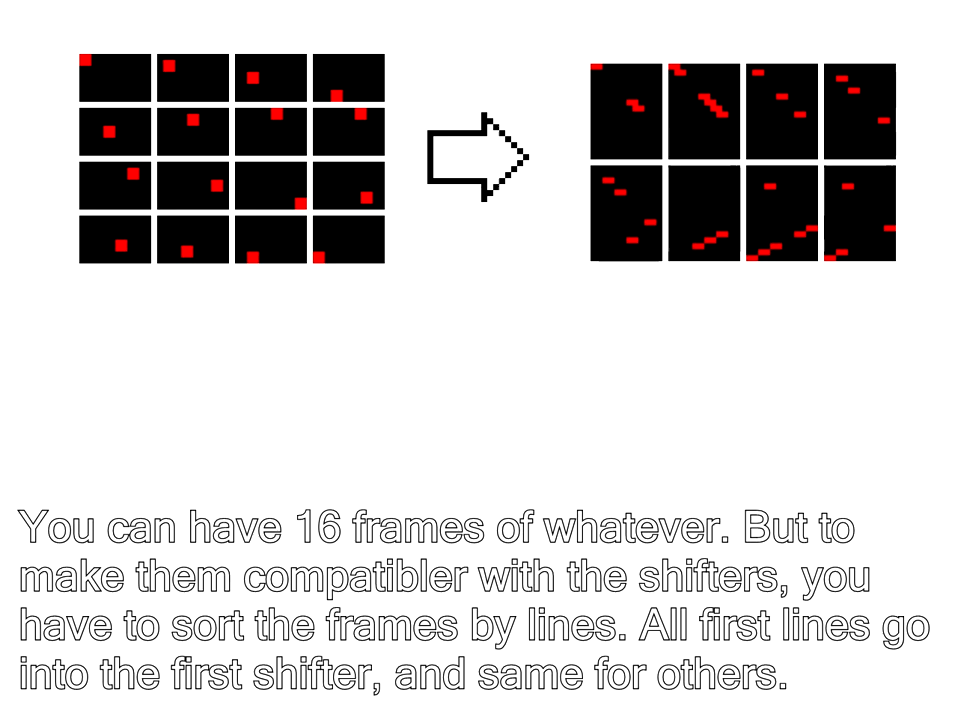 You can have 16 frames of whatever. But to
make them compatibler with the shifters, you
have to sort the frames by lines. All first lines go
into the first shifter, and same for others.